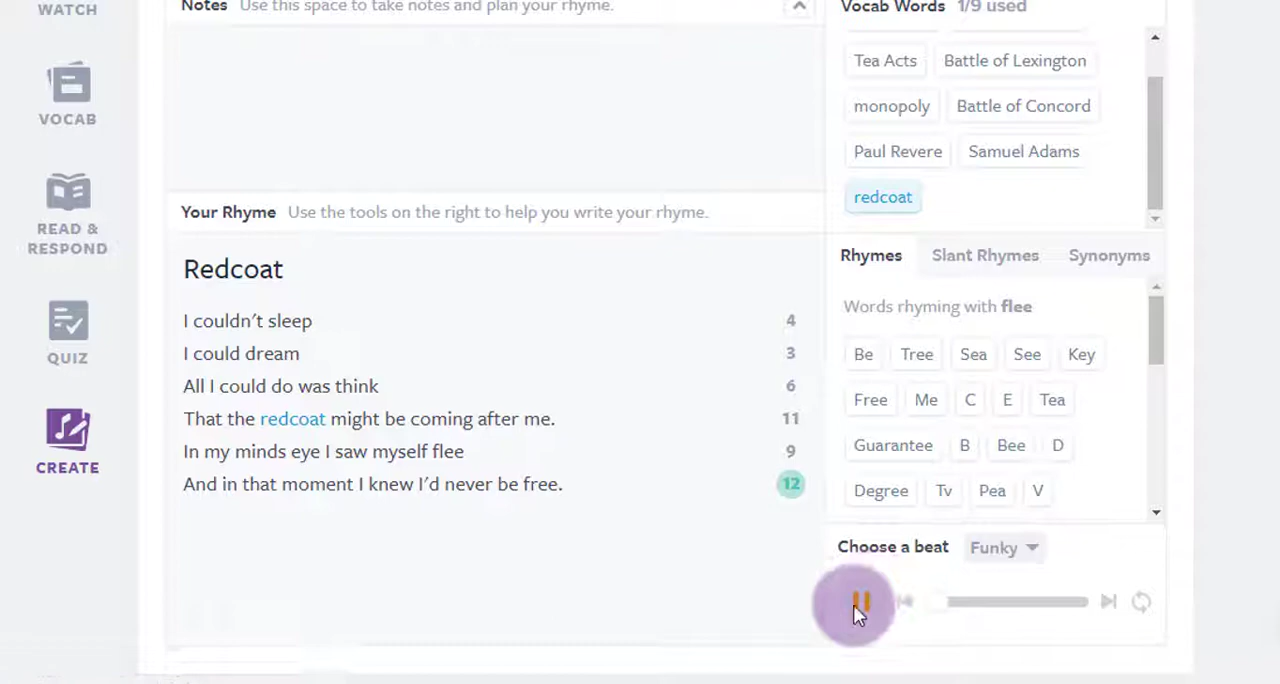 WATCH
VOCAB
READ &
RESPOND
QUIZ
CREATE
Notes Use this space to take notes and plan your rhyme.
Your Rhyme Use the tools on the right to help you write your rhyme.
Redcoat
I couldn't sleep 4
I could dream 3
All I could do was think 6
That the redcoat might be coming after me. 11
In my minds eye I saw myself flee 9
And in that moment I knew I'd never be free. 12
Vocab Words 1/9 used
Tea Acts Battle of Lexington
monopoly Battle of Concord
Paul Revere Samuel Adams
redcoat
Rhymes Slant Rhymes Synonyms
Words rhyming with flee
Be Tree Sea See Key
Free Me C E Tea
Guarantee B Bee D
Degree Tv Pea V
Choose a beat Funky